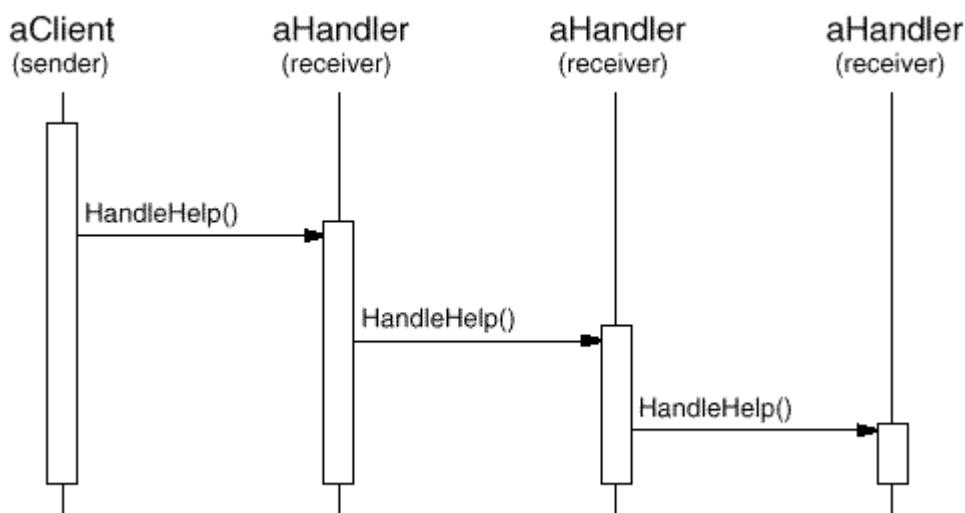 aClient
(sender)
aHandler
(receiver)
aHandler
(receiver)
aHandler
(receiver)
HandleHelp()
HandleHelp()
HandleHelp()